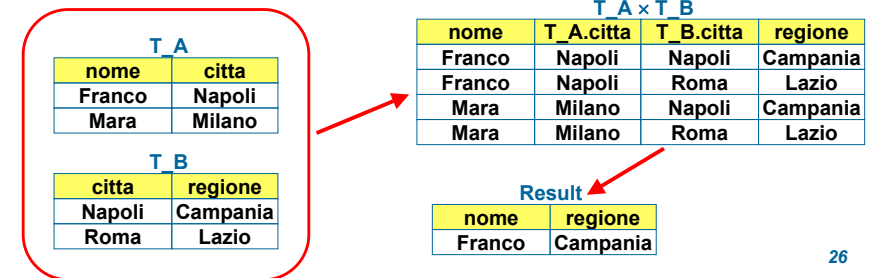 T_A
nome citta
Franco Napoli
Mara Milano
T_B
citta regione
Napoli Campania
Roma Lazio
T_A × T_B
nome T_A.citta T_B.citta regione
Franco Napoli Napoli Campania
Franco Napoli Roma Lazio
Mara Milano Napoli Campania
Mara Milano Roma Lazio
Result
nome regione
Franco Campania
26